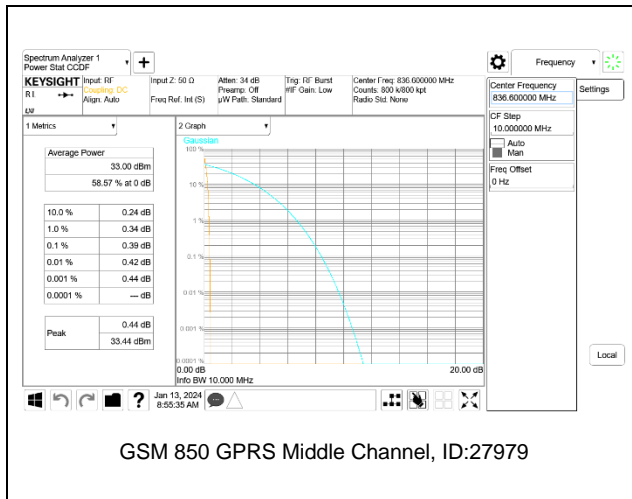 Spectrum Analyzer 1
Power Stat CCDF
+
Frequency
KEYSIGHT
RL
Input: RF
Coupling: DC
Align: Auto
Input Z: 50 Ω
Freq Ref: Int (S)
Atten: 34 dB
Preamp: Off
µW Path: Standard
Trig: RF Burst
#IF Gain: Low
Center Freq: 836.600000 MHz
Counts: 800 k/800 kpt
Radio Std: None
Center Frequency
836.600000 MHz
Settings
CF Step
10.000000 MHz
Auto
Man
Freq Offset
0 Hz
1 Metrics
Average Power
33.00 dBm
58.57 % at 0 dB
10.0 % 0.24 dB
1.0 % 0.34 dB
0.1 % 0.39 dB
0.01 % 0.42 dB
0.001 % 0.44 dB
0.0001 % --- dB
Peak
0.44 dB
33.44 dBm
2 Graph
Gaussian
100 %
10 %
1 %
0.1 %
0.01 %
0.001 %
0.0001 %
0.00 dB
20.00 dB
Info BW 10.000 MHz
Local
?
Jan 13, 2024
8:55:35 AM
GSM 850 GPRS Middle Channel, ID:27979